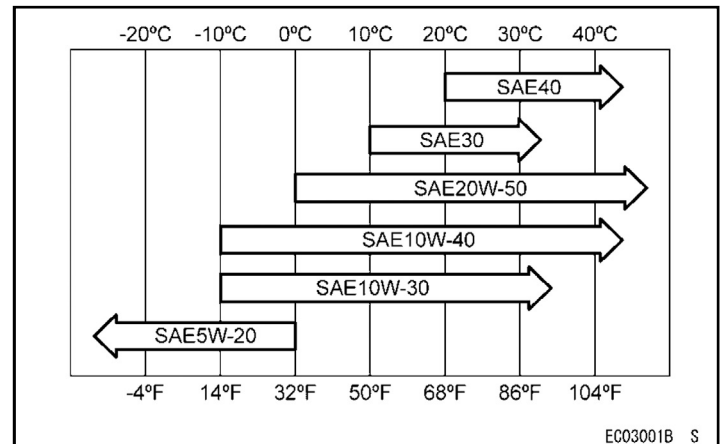 -20ºC -10ºC 0ºC 10ºC 20ºC 30ºC 40ºC
SAE40
SAE30
SAE20W-50
SAE10W-40
SAE10W-30
SAE5W-20
-4ºF 14ºF 32ºF 50ºF 68ºF 86ºF 104ºF
EC03001B S